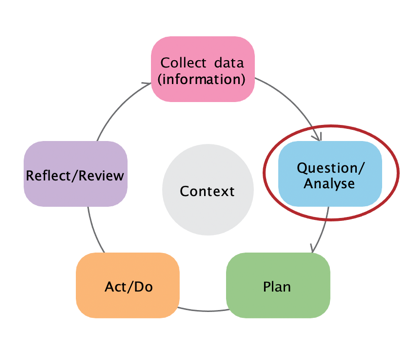 Collect data
(information)
Question/
Analyse
Reflect/Review
Context
Act/Do
Plan